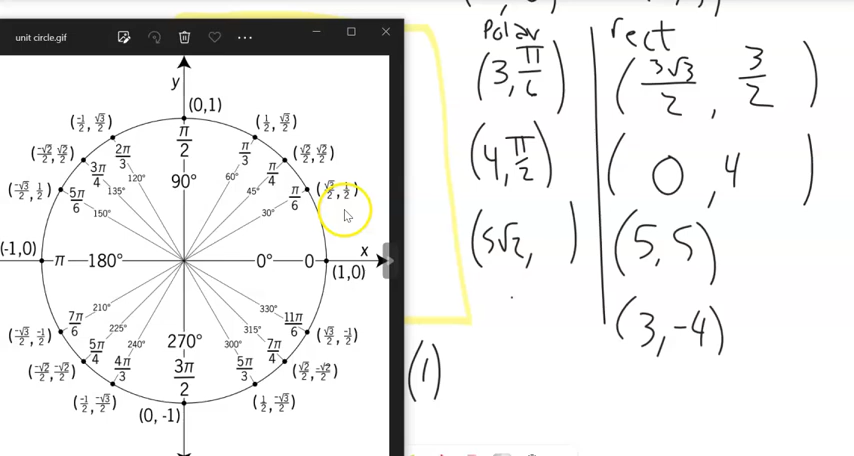 unit circle.gif
y
(0,1)
(-1/2, √3/2) 2π/3 120° π/2 90° π/3 60° (1/2, √3/2)
(-√2/2, √2/2) 3π/4 135° π/4 45° (√2/2, √2/2)
(-√3/2, 1/2) 5π/6 150° π/6 30° (√3/2, 1/2)
(-1,0) π 180° 0° 0 x (1,0)
(-√3/2, -1/2) 7π/6 210° 330° 11π/6 (√3/2, -1/2)
(-√2/2, -√2/2) 5π/4 225° 315° 7π/4 (√2/2, -√2/2)
(-1/2, -√3/2) 4π/3 240° 270° 3π/2 300° 5π/3 (1/2, -√3/2)
(0, -1)
Polar rect
(3, π/6) (3√3/2, 3/2)
(4, π/2) (0, 4)
(5√2, ) (5, 5)
(3, -4)
(1)